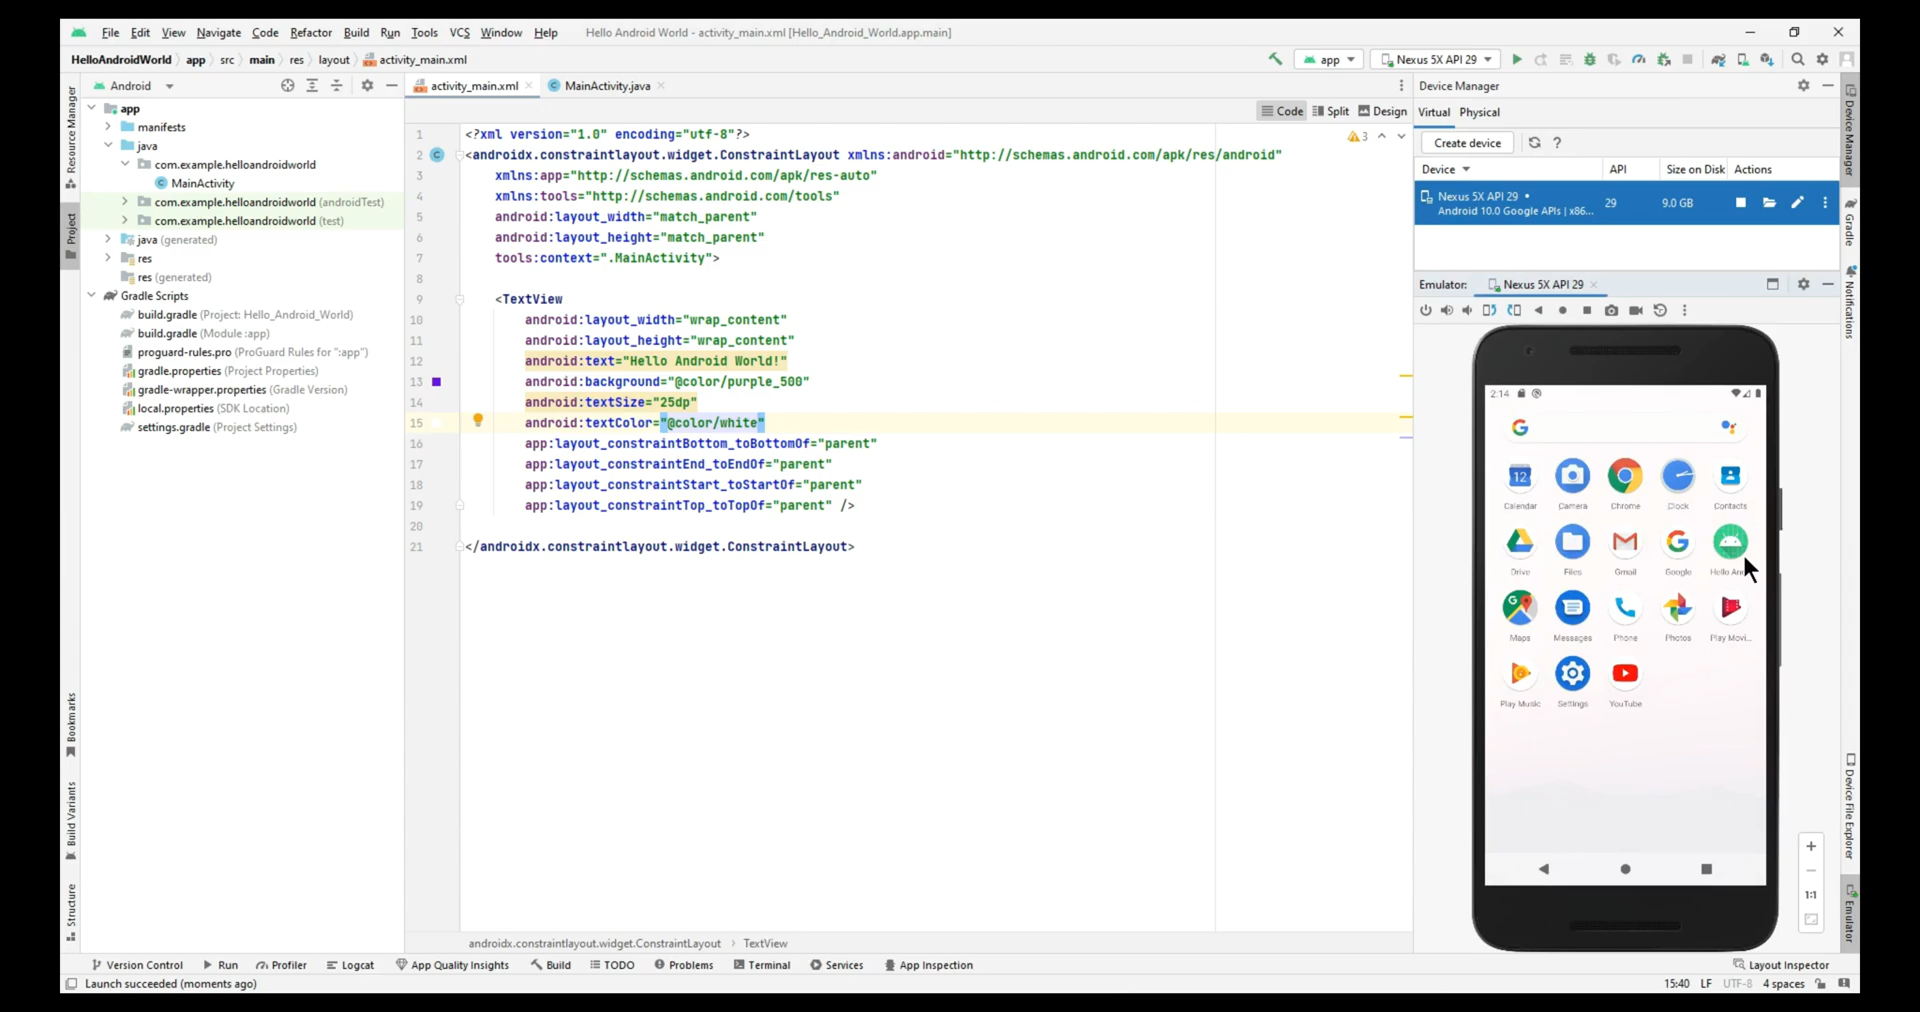 File Edit View Navigate Code Refactor Build Run Tools VCS Window Help Hello Android World - activity_main.xml [Hello_Android_World.app.main]
HelloAndroidWorld app src main res layout activity_main.xml
app Nexus 5X API 29
Resource Manager
Project
Bookmarks
Build Variants
Structure
Android
app
manifests
java
com.example.helloandroidworld
MainActivity
com.example.helloandroidworld (androidTest)
com.example.helloandroidworld (test)
java (generated)
res
res (generated)
Gradle Scripts
build.gradle (Project: Hello_Android_World)
build.gradle (Module :app)
proguard-rules.pro (ProGuard Rules for ":app")
gradle.properties (Project Properties)
gradle-wrapper.properties (Gradle Version)
local.properties (SDK Location)
settings.gradle (Project Settings)
activity_main.xml MainActivity.java
Code Split Design
3
1 <?xml version="1.0" encoding="utf-8"?>
2 <androidx.constraintlayout.widget.ConstraintLayout xmlns:android="http://schemas.android.com/apk/res/android"
3 xmlns:app="http://schemas.android.com/apk/res-auto"
4 xmlns:tools="http://schemas.android.com/tools"
5 android:layout_width="match_parent"
6 android:layout_height="match_parent"
7 tools:context=".MainActivity">
8
9 <TextView
10 android:layout_width="wrap_content"
11 android:layout_height="wrap_content"
12 android:text="Hello Android World!"
13 android:background="@color/purple_500"
14 android:textSize="25dp"
15 android:textColor="@color/white"
16 app:layout_constraintBottom_toBottomOf="parent"
17 app:layout_constraintEnd_toEndOf="parent"
18 app:layout_constraintStart_toStartOf="parent"
19 app:layout_constraintTop_toTopOf="parent" />
20
21 </androidx.constraintlayout.widget.ConstraintLayout>
androidx.constraintlayout.widget.ConstraintLayout TextView
Device Manager
Virtual Physical
Create device ?
Device API Size on Disk Actions
Nexus 5X API 29
Android 10.0 Google APIs | x86... 29 9.0 GB
Emulator: Nexus 5X API 29
2:14
12
Calendar Camera Chrome Clock Contacts
Drive Files Gmail Google Hello An
Maps Messages Phone Photos Play Movi...
Play Music Settings YouTube
1:1
Device Manager
Gradle
Notifications
Device File Explorer
Emulator
Version Control Run Profiler Logcat App Quality Insights Build TODO Problems Terminal Services App Inspection Layout Inspector
Launch succeeded (moments ago) 15:40 LF UTF-8 4 spaces